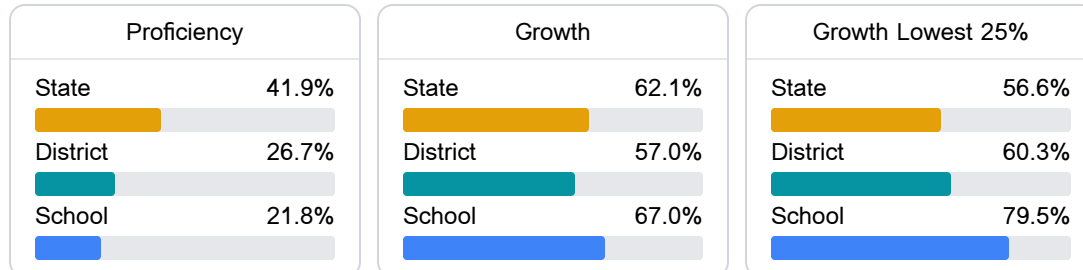 Proficiency
State 41.9%
District 26.7%
School 21.8%
Growth
State 62.1%
District 57.0%
School 67.0%
Growth Lowest 25%
State 56.6%
District 60.3%
School 79.5%